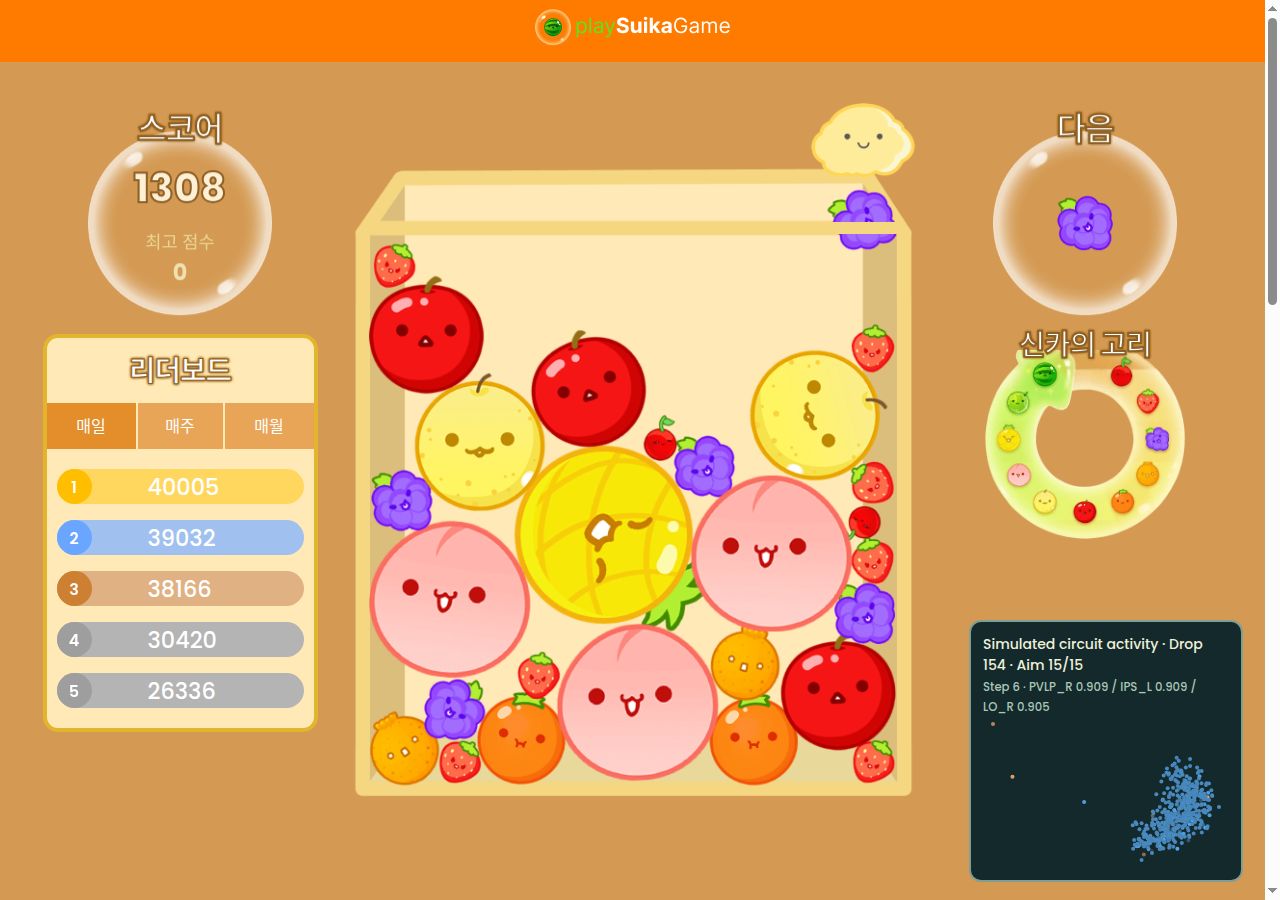 playSuikaGame
스코어
1308
최고 점수
0
다음
신카의 고리
리더보드
매일 매주 매월
1 40005
2 39032
3 38166
4 30420
5 26336
Simulated circuit activity · Drop
154 · Aim 15/15
Step 6 · PVLP_R 0.909 / IPS_L 0.909 /
LO_R 0.905